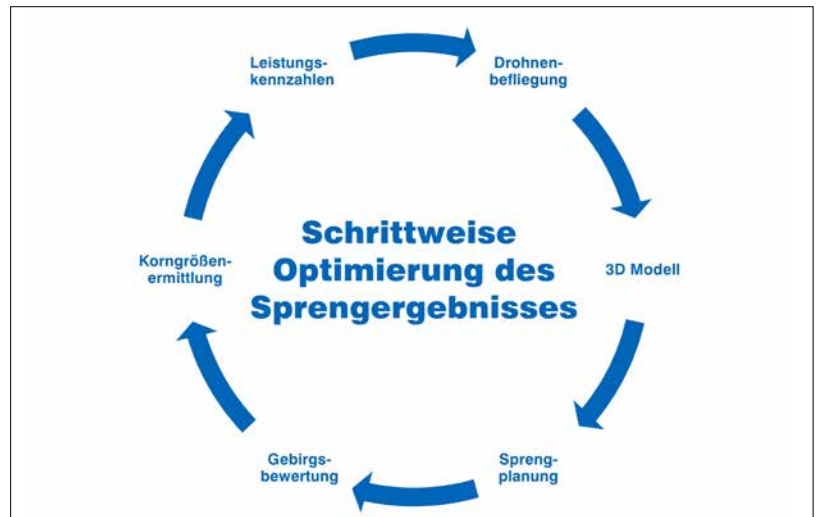 Leistungs-
kennzahlen
Drohnen-
befliegung
Schrittweise
Optimierung des
Sprengergebnisses
Korngrößen-
ermittlung
3D Modell
Gebirgs-
bewertung
Spreng-
planung